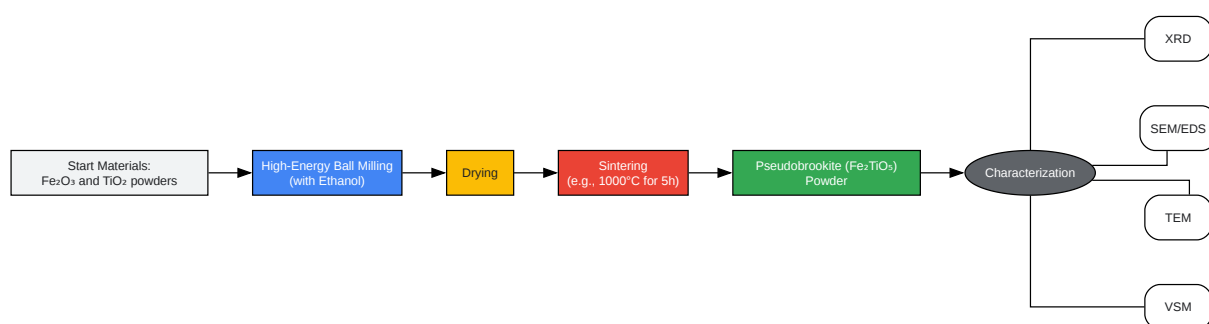 Start Materials:
Fe₂O₃ and TiO₂ powders
High-Energy Ball Milling
(with Ethanol)
Drying
Sintering
(e.g., 1000°C for 5h)
Pseudobrookite (Fe₂TiO₅)
Powder
Characterization
XRD
SEM/EDS
TEM
VSM